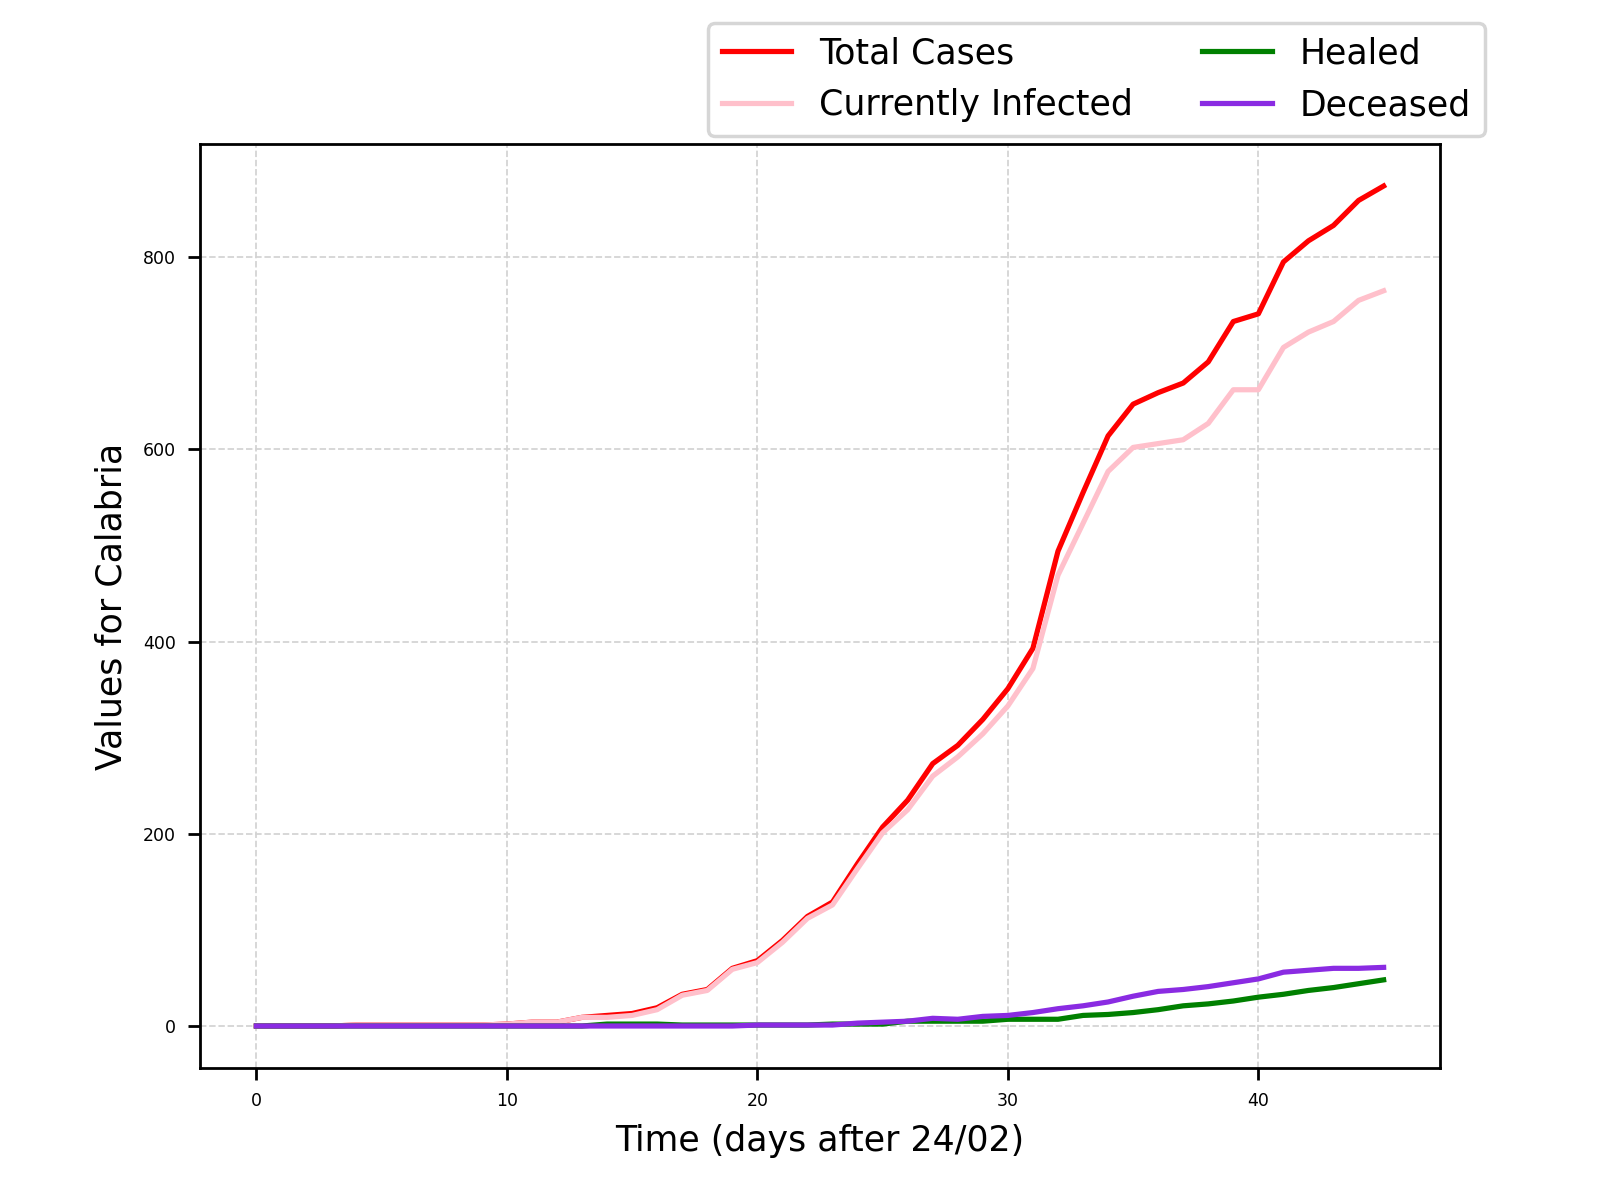 Total Cases
Currently Infected
Healed
Deceased
Values for Calabria
800
600
400
200
0
0 10 20 30 40
Time (days after 24/02)